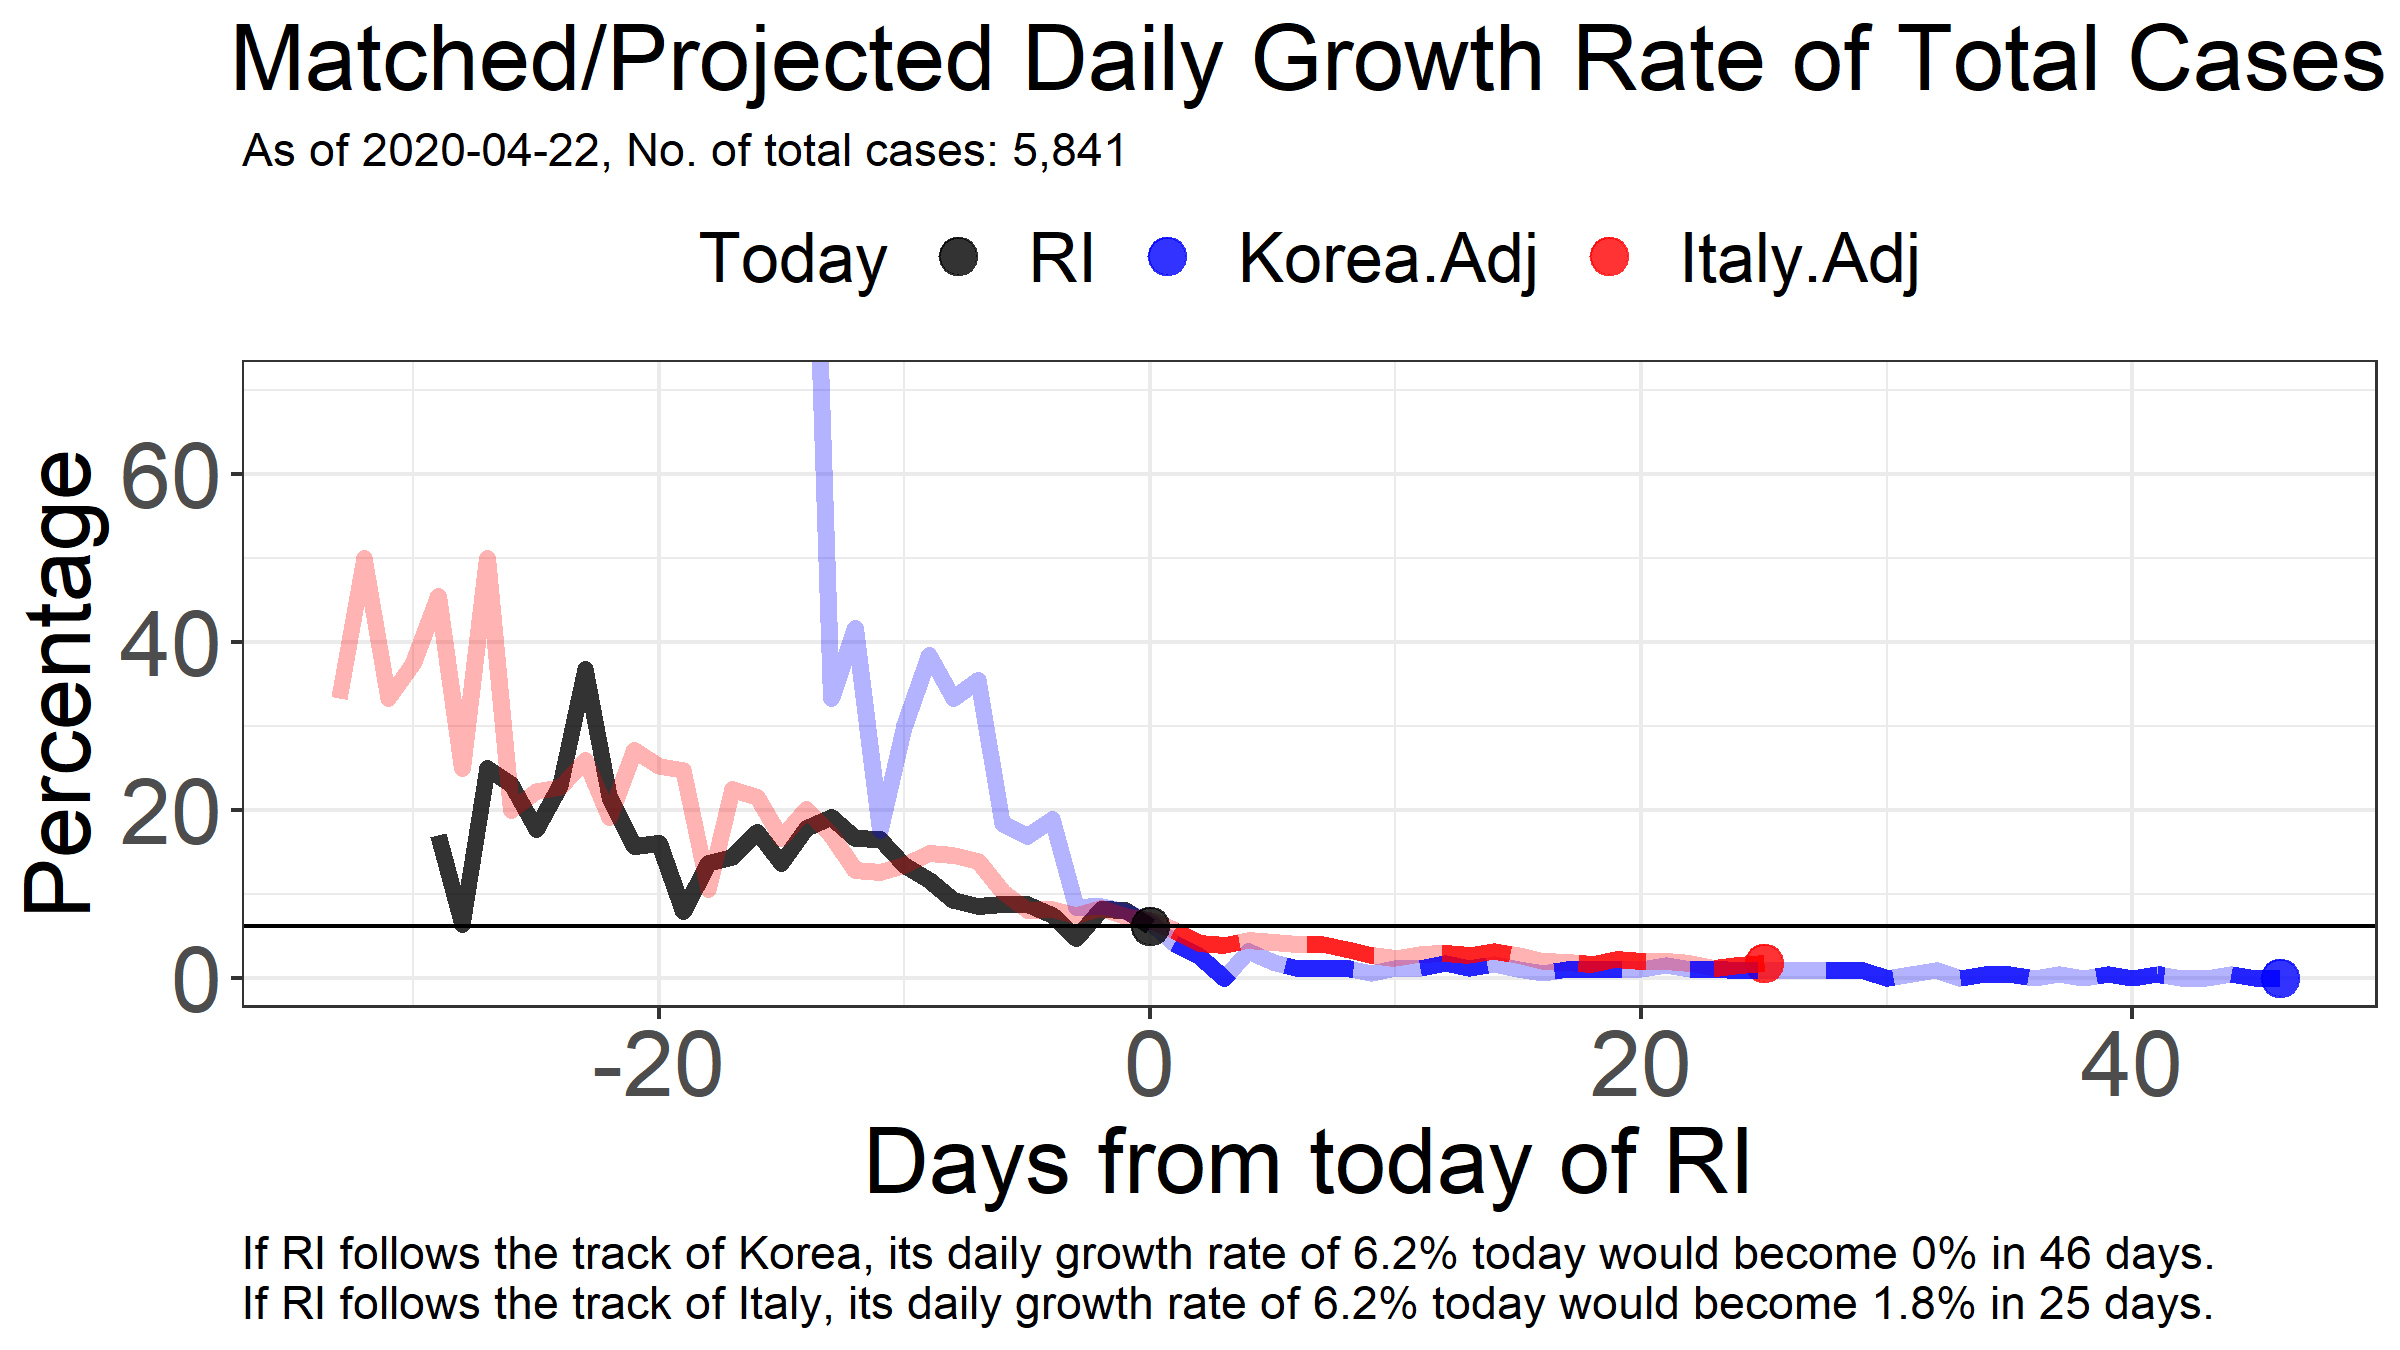 Matched/Projected Daily Growth Rate of Total Cases
As of 2020-04-22, No. of total cases: 5,841
Today RI Korea.Adj Italy.Adj
Percentage
60
40
20
0
-20 0 20 40
Days from today of RI
If RI follows the track of Korea, its daily growth rate of 6.2% today would become 0% in 46 days.
If RI follows the track of Italy, its daily growth rate of 6.2% today would become 1.8% in 25 days.